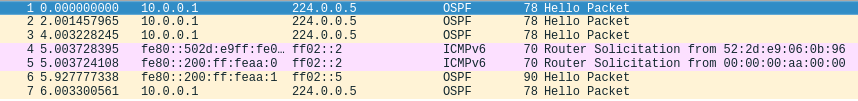 1 0.000000000 10.0.0.1 224.0.0.5 OSPF 78 Hello Packet
2 2.001457965 10.0.0.1 224.0.0.5 OSPF 78 Hello Packet
3 4.003228245 10.0.0.1 224.0.0.5 OSPF 78 Hello Packet
4 5.003728395 fe80::502d:e9ff:fe0… ff02::2 ICMPv6 70 Router Solicitation from 52:2d:e9:06:0b:96
5 5.003724108 fe80::200:ff:feaa:0 ff02::2 ICMPv6 70 Router Solicitation from 00:00:00:aa:00:00
6 5.927777338 fe80::200:ff:feaa:1 ff02::5 OSPF 90 Hello Packet
7 6.003300561 10.0.0.1 224.0.0.5 OSPF 78 Hello Packet